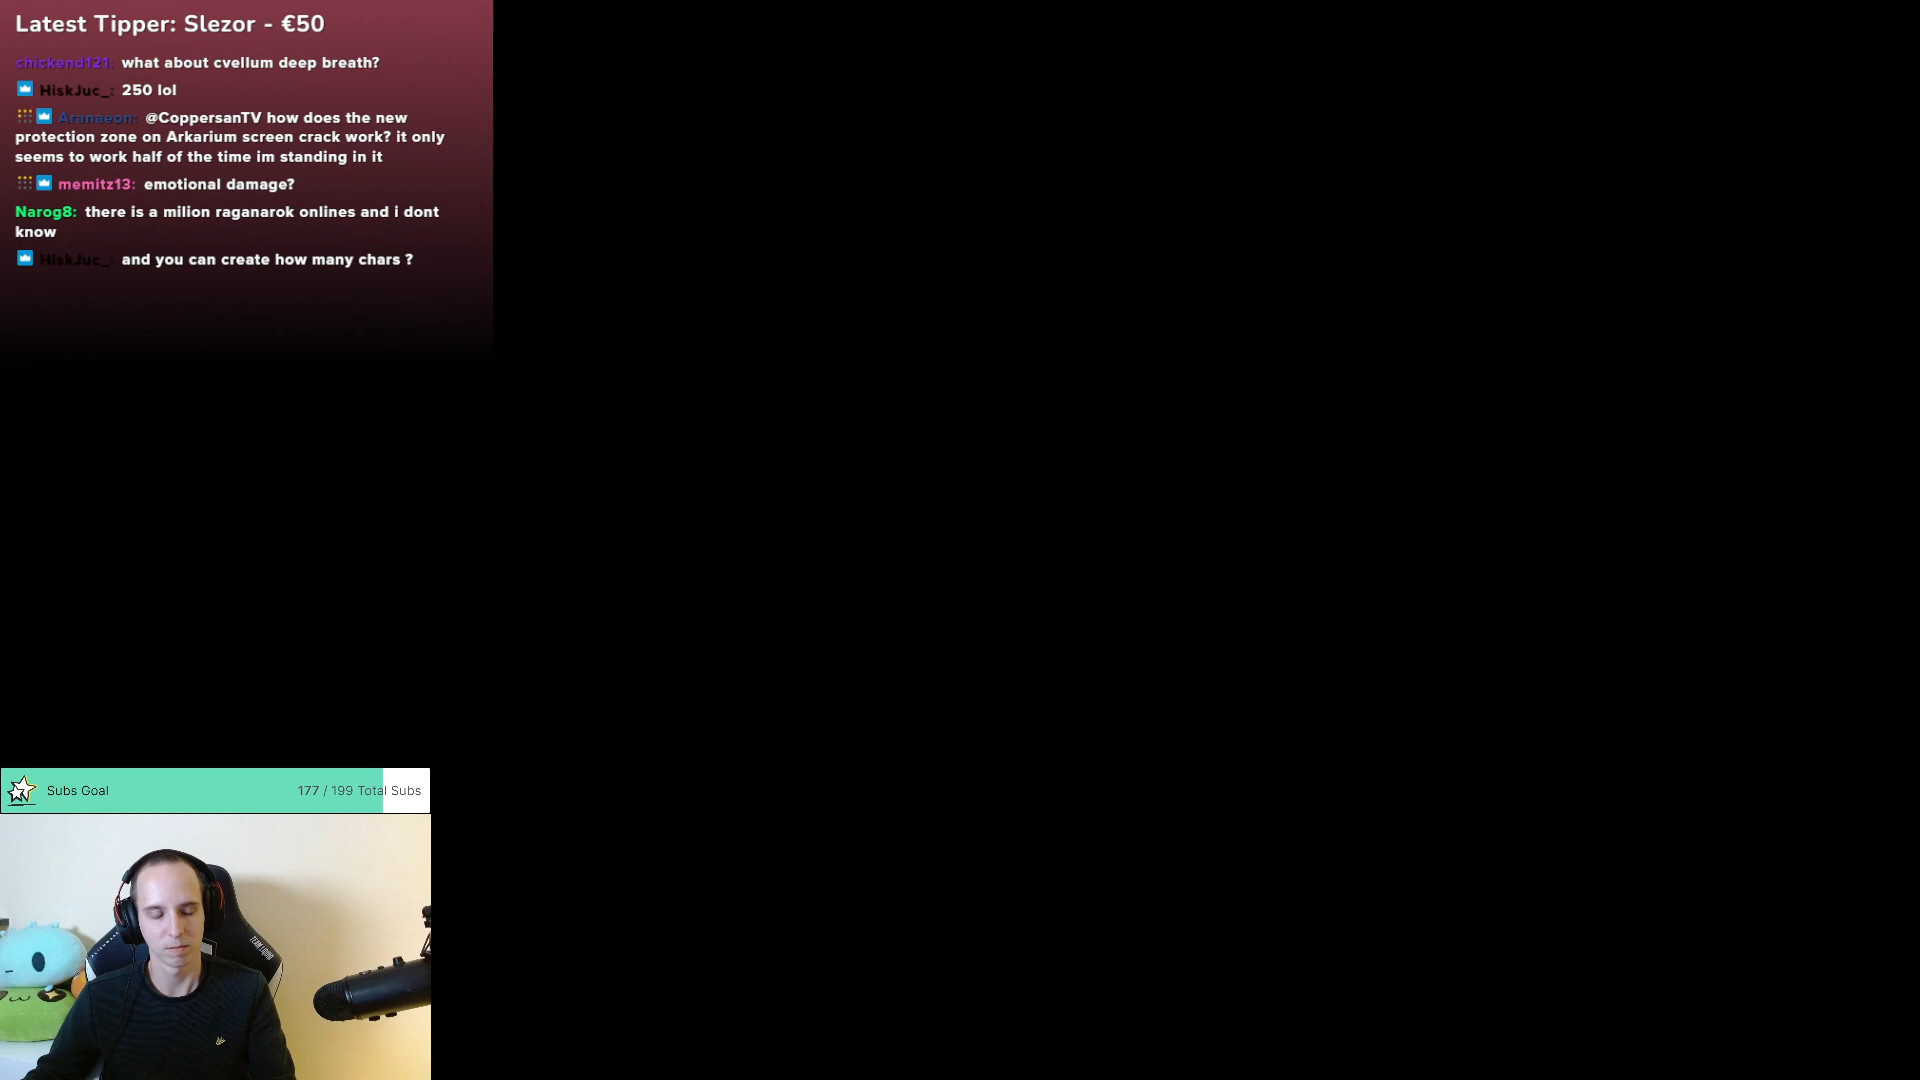 Latest Tipper: Slezor - €50
chickend121: what about cvellum deep breath?
HiskJuc_: 250 lol
Aranaeon: @CoppersanTV how does the new
protection zone on Arkarium screen crack work? it only
seems to work half of the time im standing in it
memitz13: emotional damage?
Narog8: there is a milion raganarok onlines and i dont
know
HiskJuc_: and you can create how many chars ?
Subs Goal
177 / 199 Total Subs
TEAM LIQUID